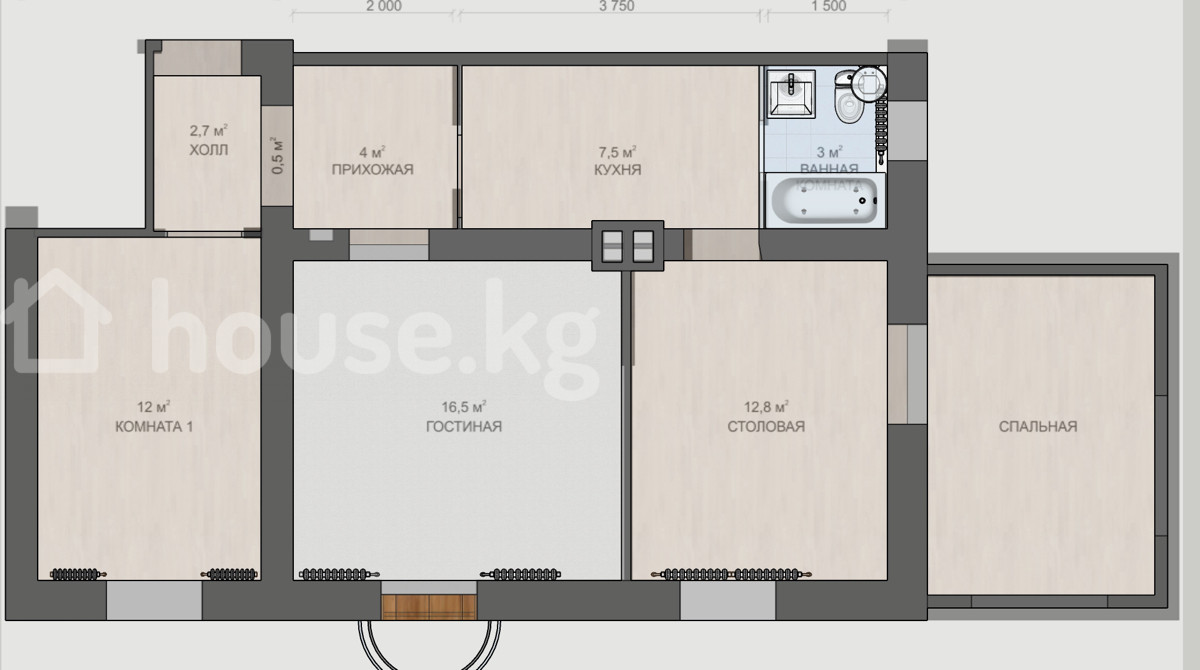 2 000
3 750
1 500
2,7 м²
ХОЛЛ
0,5 м²
4 м²
ПРИХОЖАЯ
7,5 м²
КУХНЯ
3 м²
ВАННАЯ
КОМНАТА
house.kg
12 м²
КОМНАТА 1
16,5 м²
ГОСТИНАЯ
12,8 м²
СТОЛОВАЯ
СПАЛЬНАЯ